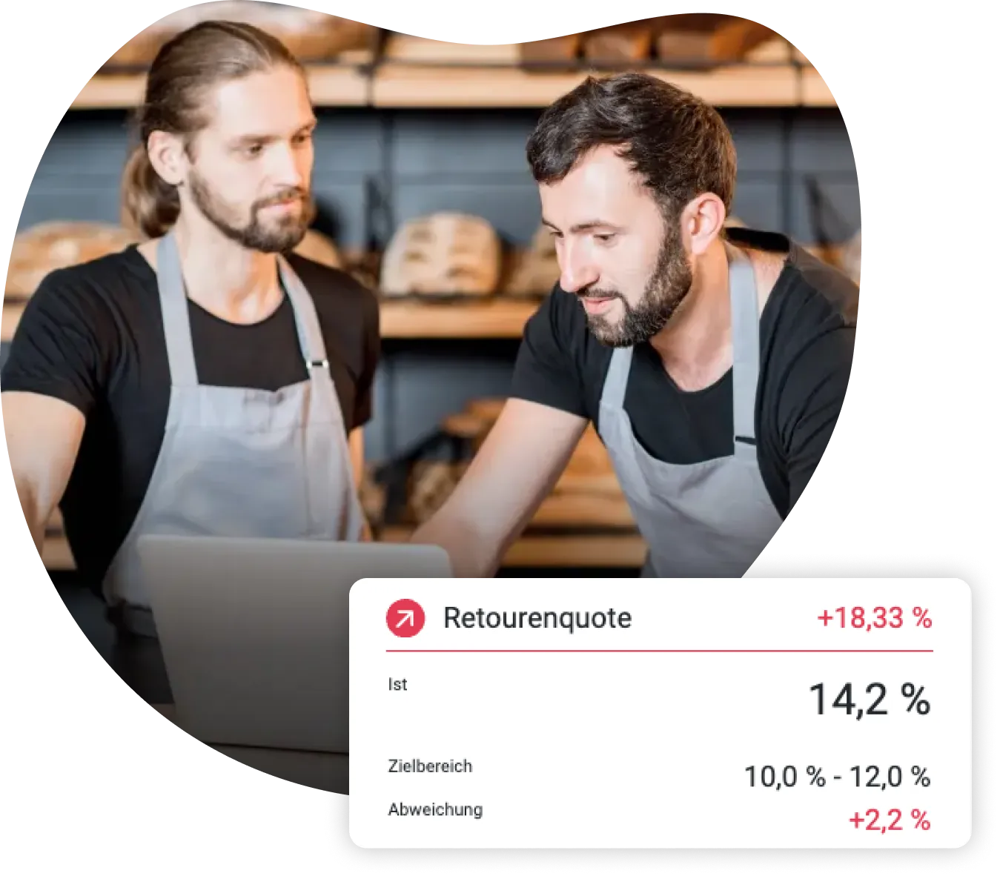 Retourenquote +18,33 %
Ist 14,2 %
Zielbereich 10,0 % - 12,0 %
Abweichung +2,2 %